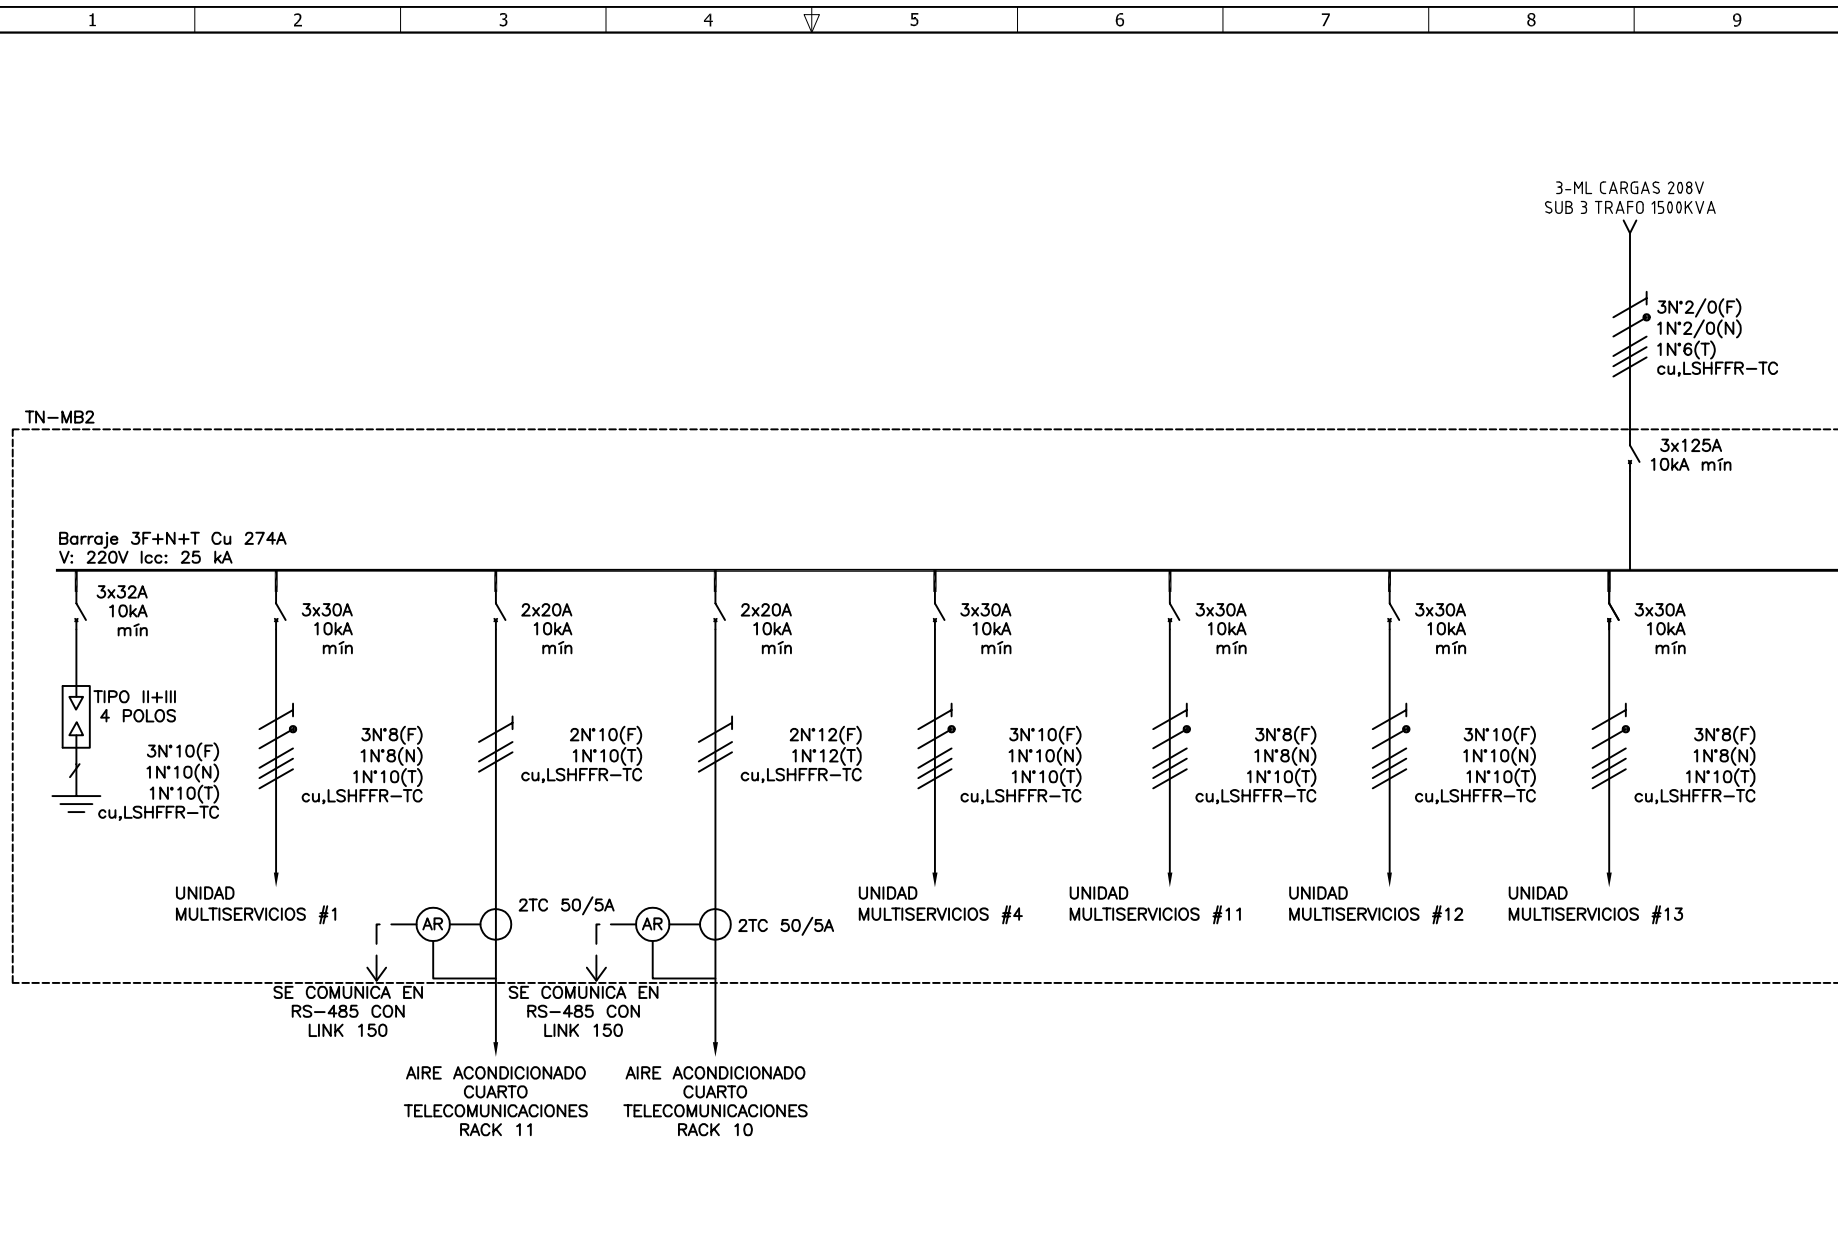 1 2 3 4 5 6 7 8 9
3-ML CARGAS 208V
SUB 3 TRAFO 1500KVA
3N°2/0(F)
1N°2/0(N)
1N°6(T)
cu,LSHFFR-TC
TN-MB2
3x125A
10kA mín
Barraje 3F+N+T Cu 274A
V: 220V Icc: 25 kA
3x32A
10kA
mín
TIPO II+III
4 POLOS
3N°10(F)
1N°10(N)
1N°10(T)
cu,LSHFFR-TC
3x30A
10kA
mín
3N°8(F)
1N°8(N)
1N°10(T)
cu,LSHFFR-TC
UNIDAD
MULTISERVICIOS #1
2x20A
10kA
mín
2N°10(F)
1N°10(T)
cu,LSHFFR-TC
2TC 50/5A
AR
SE COMUNICA EN
RS-485 CON
LINK 150
AIRE ACONDICIONADO
CUARTO
TELECOMUNICACIONES
RACK 11
2x20A
10kA
mín
2N°12(F)
1N°12(T)
cu,LSHFFR-TC
2TC 50/5A
AR
SE COMUNICA EN
RS-485 CON
LINK 150
AIRE ACONDICIONADO
CUARTO
TELECOMUNICACIONES
RACK 10
3x30A
10kA
mín
3N°10(F)
1N°10(N)
1N°10(T)
cu,LSHFFR-TC
UNIDAD
MULTISERVICIOS #4
3x30A
10kA
mín
3N°8(F)
1N°8(N)
1N°10(T)
cu,LSHFFR-TC
UNIDAD
MULTISERVICIOS #11
3x30A
10kA
mín
3N°10(F)
1N°10(N)
1N°10(T)
cu,LSHFFR-TC
UNIDAD
MULTISERVICIOS #12
3x30A
10kA
mín
3N°8(F)
1N°8(N)
1N°10(T)
cu,LSHFFR-TC
UNIDAD
MULTISERVICIOS #13